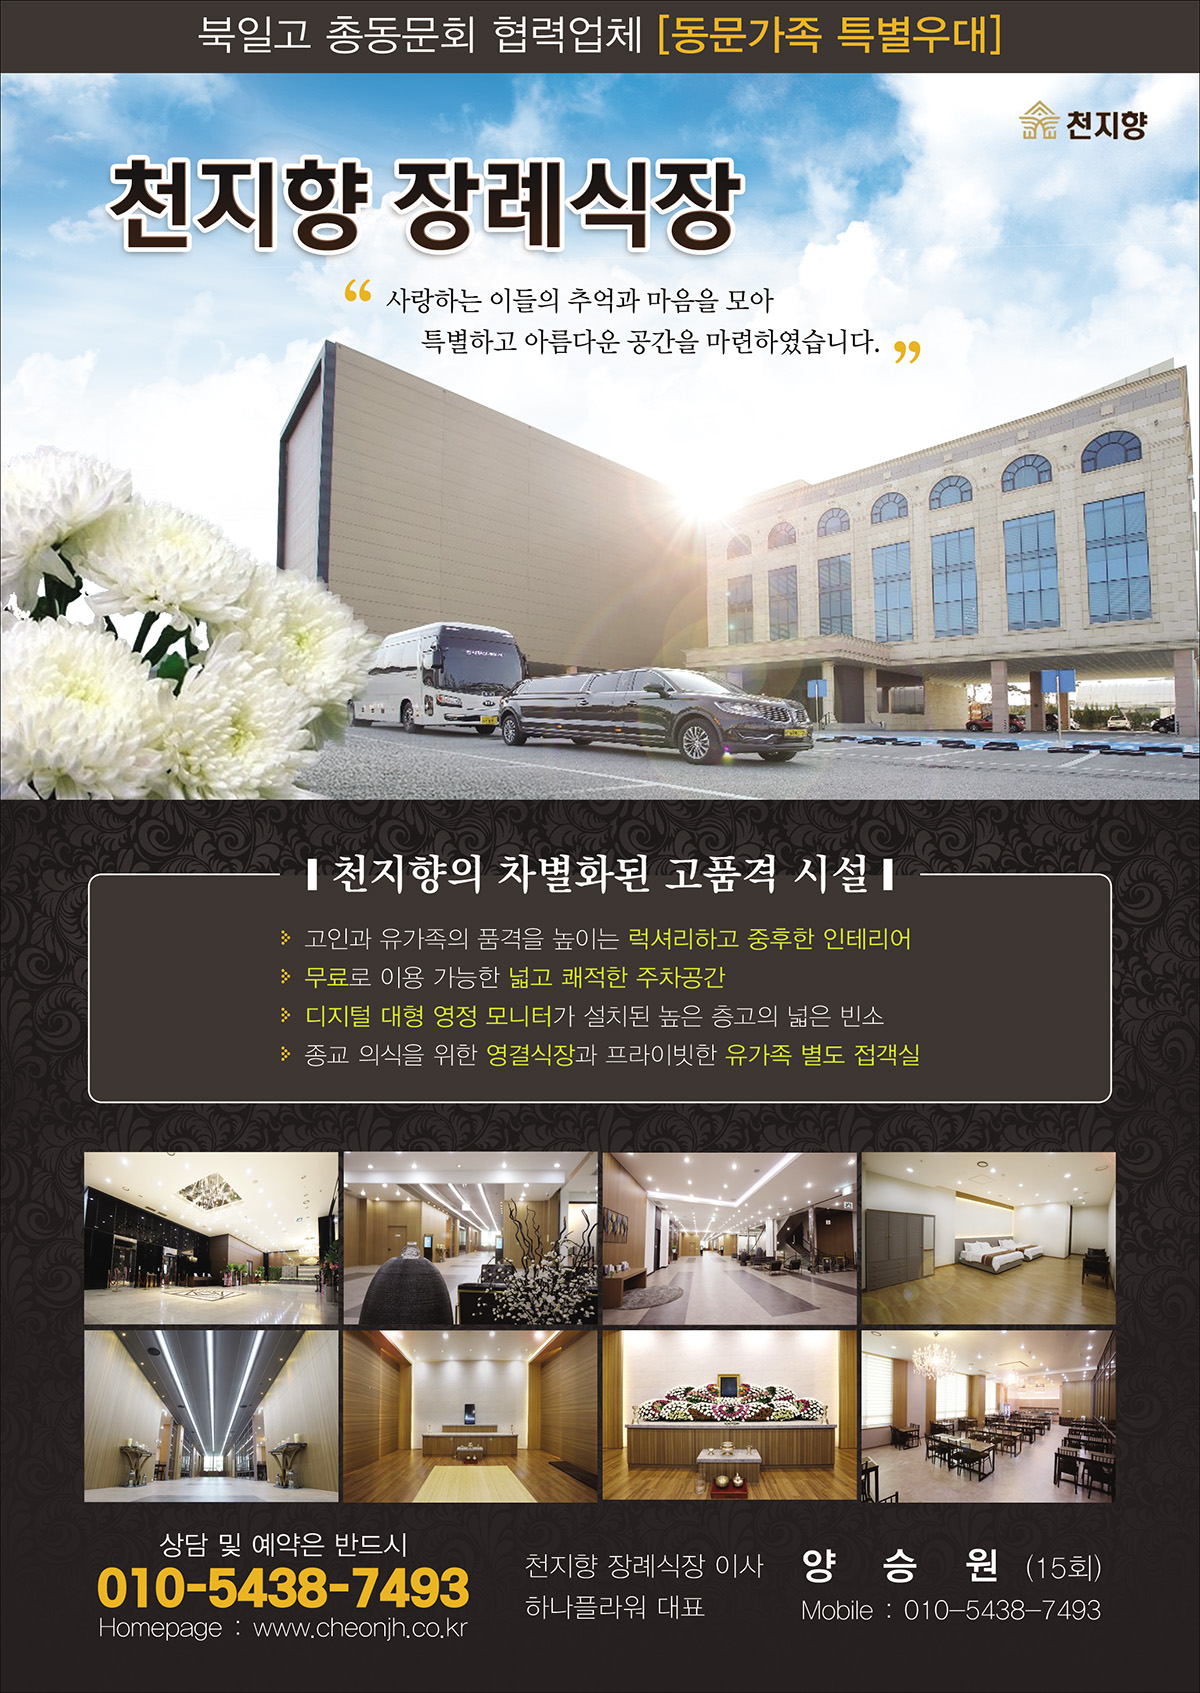 북일고 총동문회 협력업체 [동문가족 특별우대]
천지향
천지향 장례식장
“ 사랑하는 이들의 추억과 마음을 모아
특별하고 아름다운 공간을 마련하였습니다. ”
천지향의 차별화된 고품격 시설
고인과 유가족의 품격을 높이는 럭셔리하고 중후한 인테리어
무료로 이용 가능한 넓고 쾌적한 주차공간
디지털 대형 영정 모니터가 설치된 높은 층고의 넓은 빈소
종교 의식을 위한 영결식장과 프라이빗한 유가족 별도 접객실
상담 및 예약은 반드시
010-5438-7493
Homepage : www.cheonjh.co.kr
천지향 장례식장 이사 양 승 원 (15회)
하나플라워 대표 Mobile : 010-5438-7493